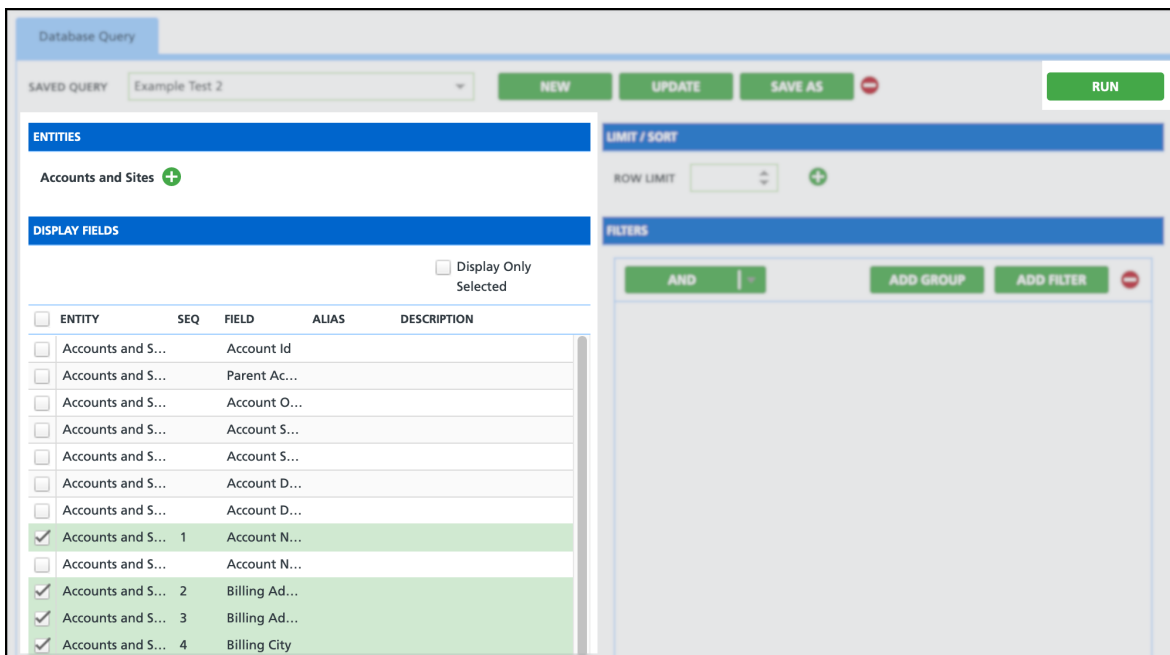 Database Query
SAVED QUERY Example Test 2 NEW UPDATE SAVE AS RUN
ENTITIES
Accounts and Sites
LIMIT / SORT
ROW LIMIT
DISPLAY FIELDS
Display Only
Selected
ENTITY SEQ FIELD ALIAS DESCRIPTION
Accounts and S... Account Id
Accounts and S... Parent Ac...
Accounts and S... Account O...
Accounts and S... Account S...
Accounts and S... Account S...
Accounts and S... Account D...
Accounts and S... Account D...
Accounts and S... 1 Account N...
Accounts and S... Account N...
Accounts and S... 2 Billing Ad...
Accounts and S... 3 Billing Ad...
Accounts and S... 4 Billing City
FILTERS
AND ADD GROUP ADD FILTER